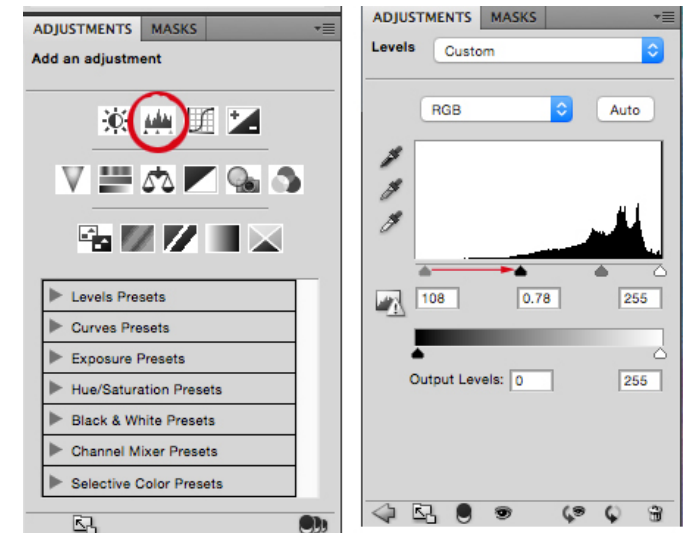 ADJUSTMENTS MASKS
Add an adjustment
Levels Presets
Curves Presets
Exposure Presets
Hue/Saturation Presets
Black & White Presets
Channel Mixer Presets
Selective Color Presets
ADJUSTMENTS MASKS
Levels Custom
RGB Auto
108 0.78 255
Output Levels: 0 255